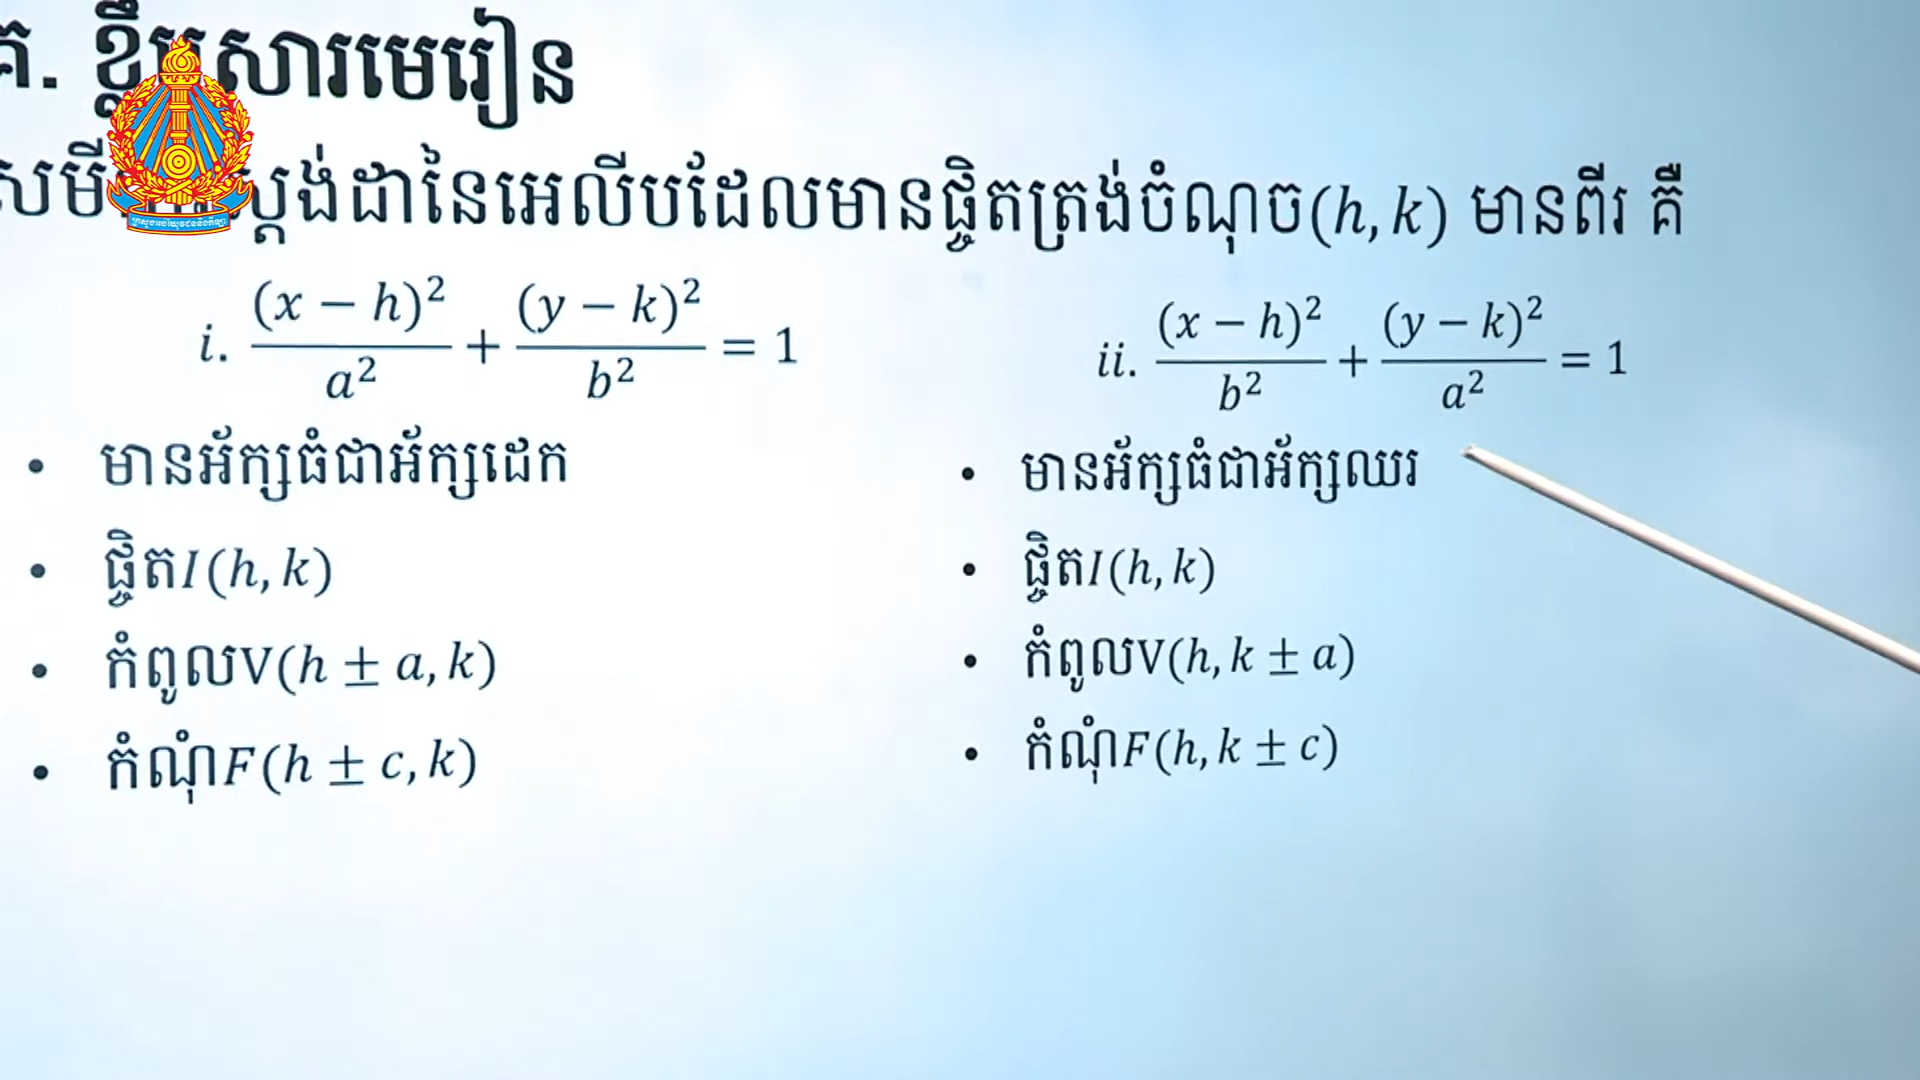 គ. ខ្លឹមសារមេរៀន
ស្តង់ដានៃអេលីបដែលមានផ្ចិតត្រង់ចំណុច(h, k) មានពីរ គឺ
i. (x − h)²/a² + (y − k)²/b² = 1
• មានអ័ក្សធំជាអ័ក្សដេក
• ផ្ចិតI(h, k)
• កំពូលV(h ± a, k)
• កំណុំF(h ± c, k)
ii. (x − h)²/b² + (y − k)²/a² = 1
• មានអ័ក្សធំជាអ័ក្សឈរ
• ផ្ចិតI(h, k)
• កំពូលV(h, k ± a)
• កំណុំF(h, k ± c)